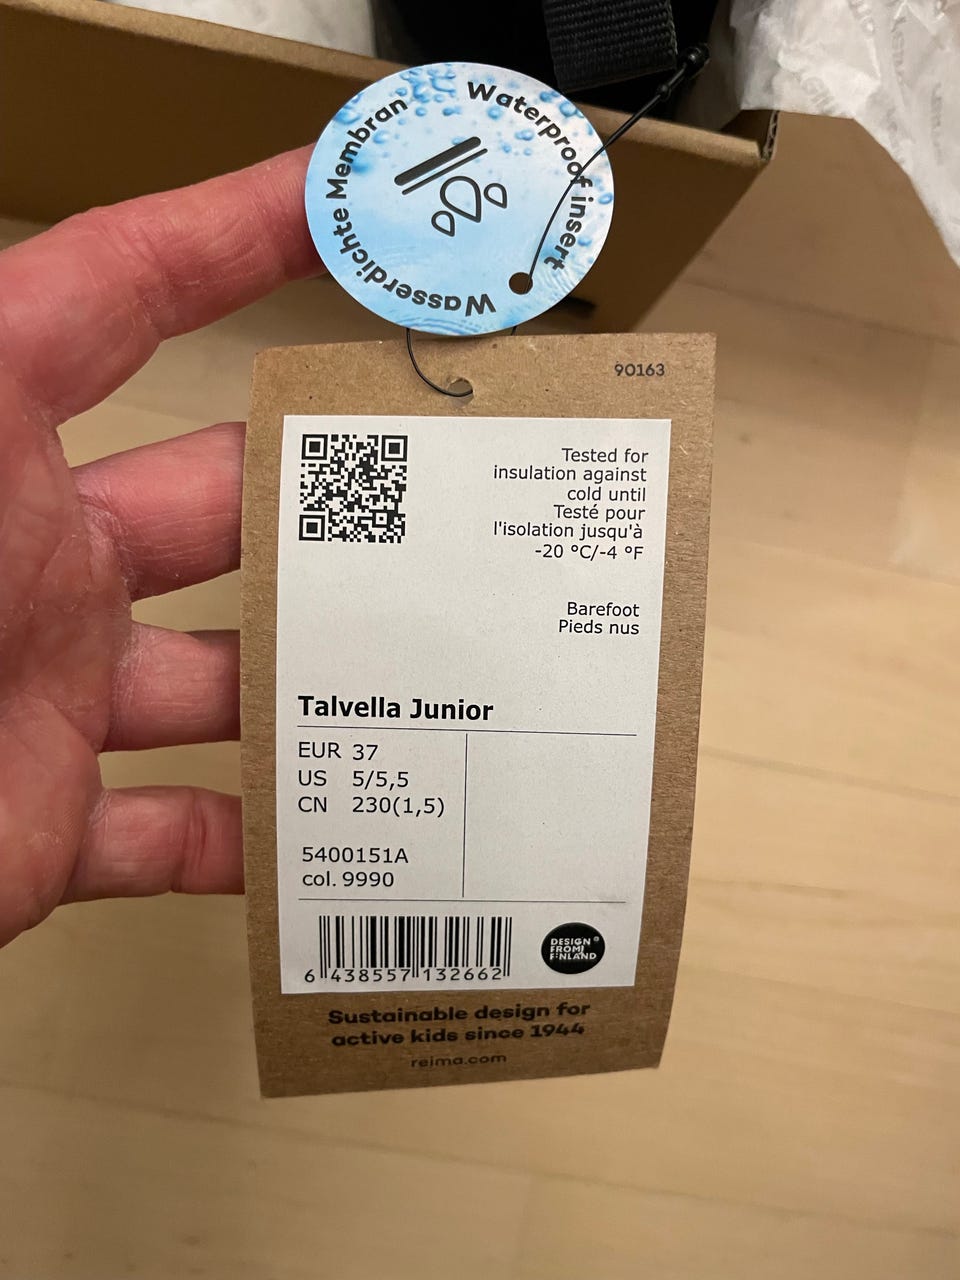 Wasserdichte Membran
Waterproof insert
90163
Tested for
insulation against
cold until
Testé pour
l'isolation jusqu'à
-20 °C/-4 °F
Barefoot
Pieds nus
Talvella Junior
EUR 37
US 5/5,5
CN 230(1,5)
5400151A
col. 9990
6 438557 132662
DESIGN
FROM
FINLAND
Sustainable design for
active kids since 1944
reima.com